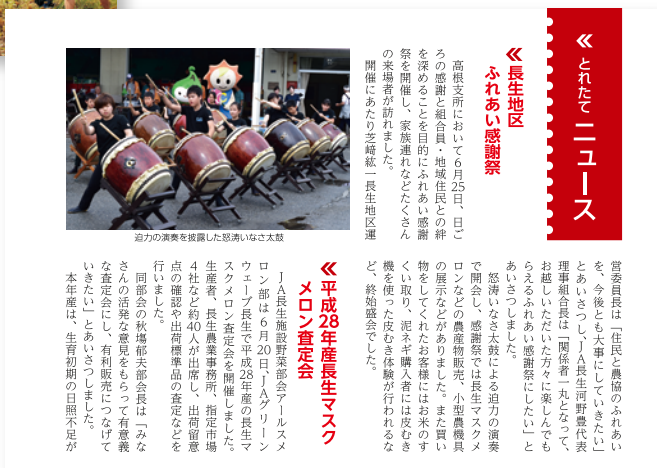 ≪ とれたて ニュース
≪長生地区
ふれあい感謝祭
高根支所において６月25日、日ご
ろの感謝と組合員・地域住民との絆
を深めることを目的にふれあい感謝
祭を開催し、家族連れなどたくさん
の来場者が訪れました。
開催にあたり芝﨑紘一長生地区運
営委員長は「住民と農協のふれあい
を、今後とも大事にしていきたい」
とあいさつし、ＪＡ長生河野豊代表
理事組合長は「関係者一丸となって、
お越しいただいた方々に楽しんでも
らえるふれあい感謝祭にしたい」と
あいさつしました。
怒涛いなさ太鼓による迫力の演奏
で開会し、感謝祭では長生マスクメ
ロンなどの農産物販売、小型農機具
の展示などがありました。また買い
物をしてくれたお客様にはお米のす
くい取り、泥ネギ購入者には皮むき
機を使った皮むき体験が行われるな
ど、終始盛会でした。
迫力の演奏を披露した怒涛いなさ太鼓
≪平成28年産長生マスク
メロン査定会
ＪＡ長生施設野菜部会アールスメ
ロン部は６月20日、ＪＡグリーン
ウェーブ長生で平成28年産の長生マ
スクメロン査定会を開催しました。
生産者、長生農業事務所、指定市場
４社など約40人が出席し、出荷留意
点の確認や出荷標準品の査定などを
行いました。
同部会の秋塲郁夫部会長は「みな
さんの活発な意見をもらって有意義
な査定会にし、有利販売につなげて
いきたい」とあいさつしました。
本年産は、生育初期の日照不足が